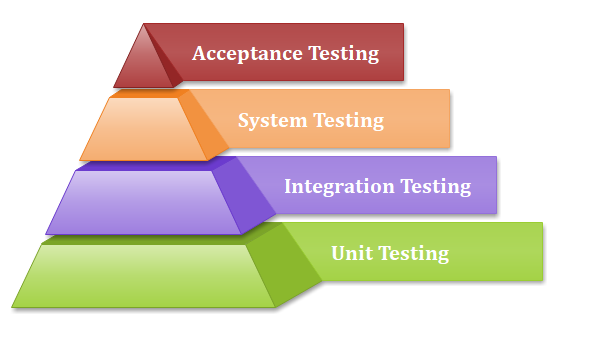 Acceptance Testing
System Testing
Integration Testing
Unit Testing